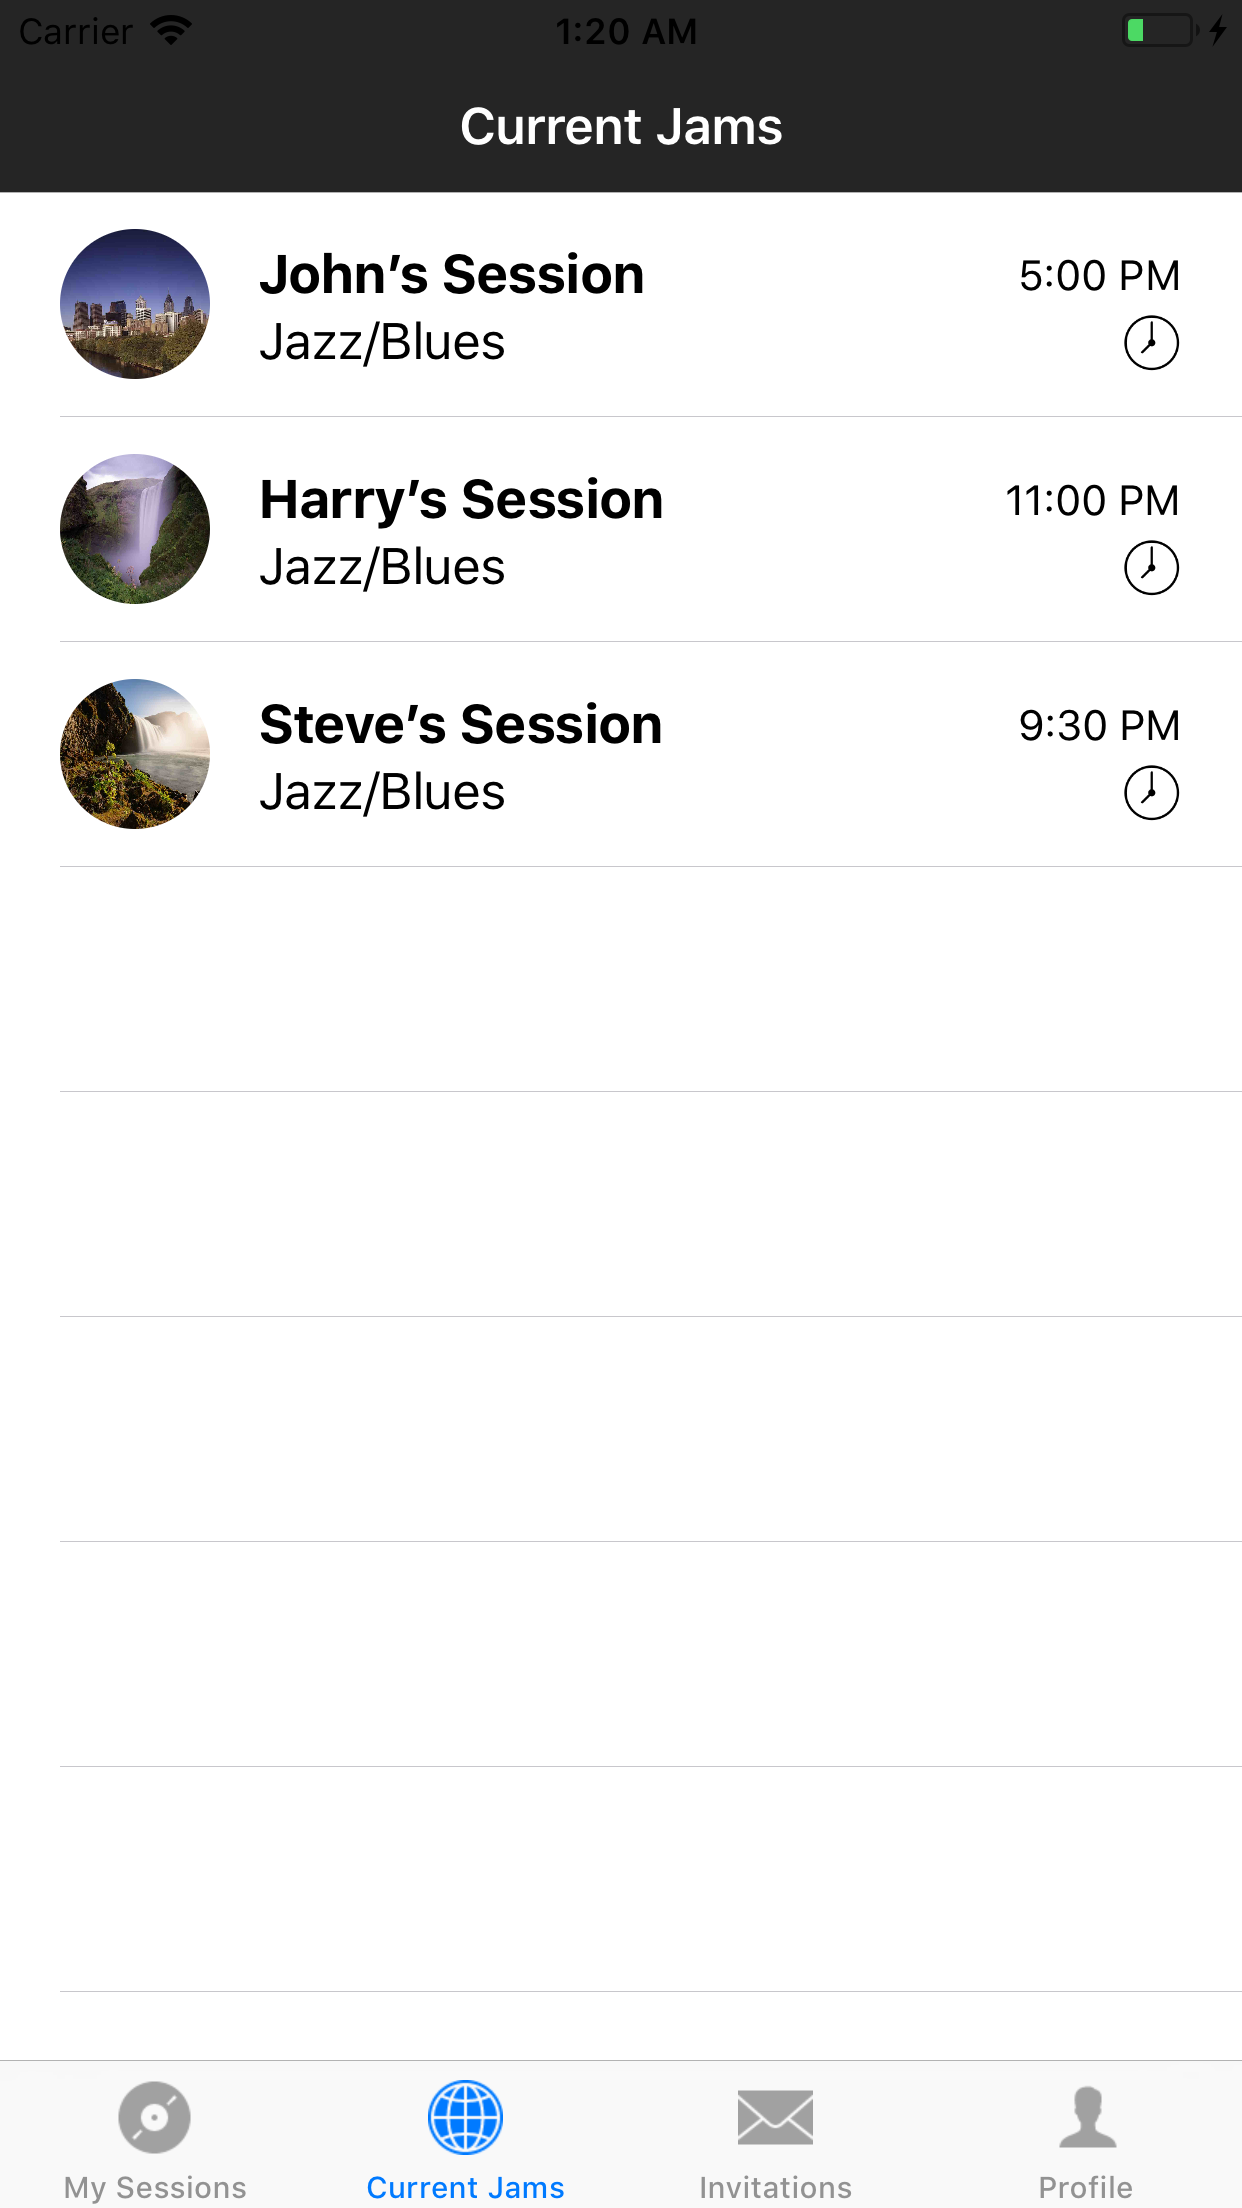 Carrier 1:20 AM
Current Jams
John’s Session 5:00 PM
Jazz/Blues
Harry’s Session 11:00 PM
Jazz/Blues
Steve’s Session 9:30 PM
Jazz/Blues
My Sessions Current Jams Invitations Profile